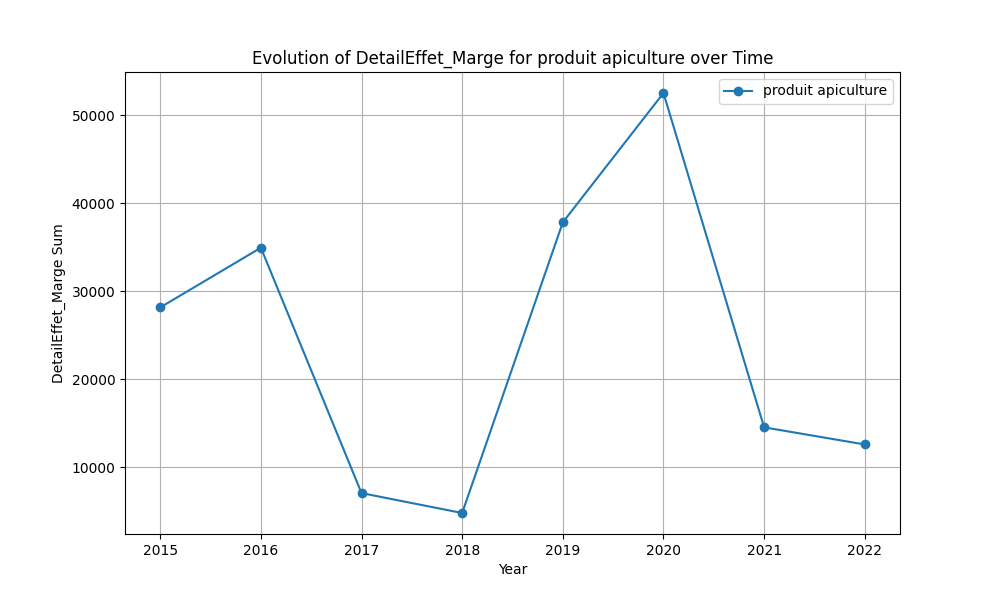 Evolution of DetailEffet_Marge for produit apiculture over Time
produit apiculture
50000
40000
30000
20000
10000
DetailEffet_Marge Sum
2015 2016 2017 2018 2019 2020 2021 2022
Year